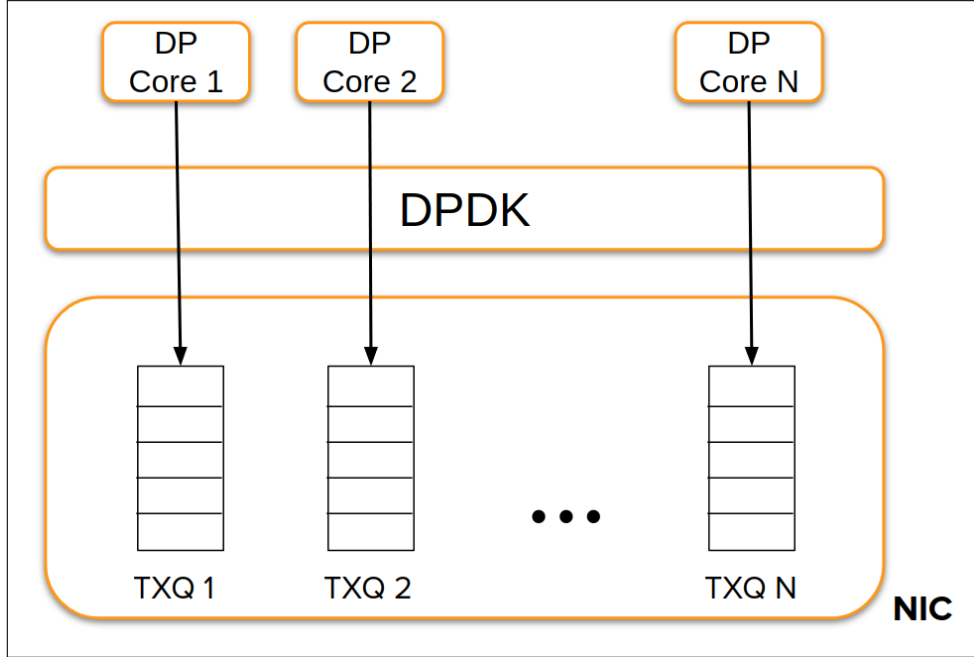 DP
Core 1
DP
Core 2
DP
Core N
DPDK
TXQ 1
TXQ 2
TXQ N
NIC